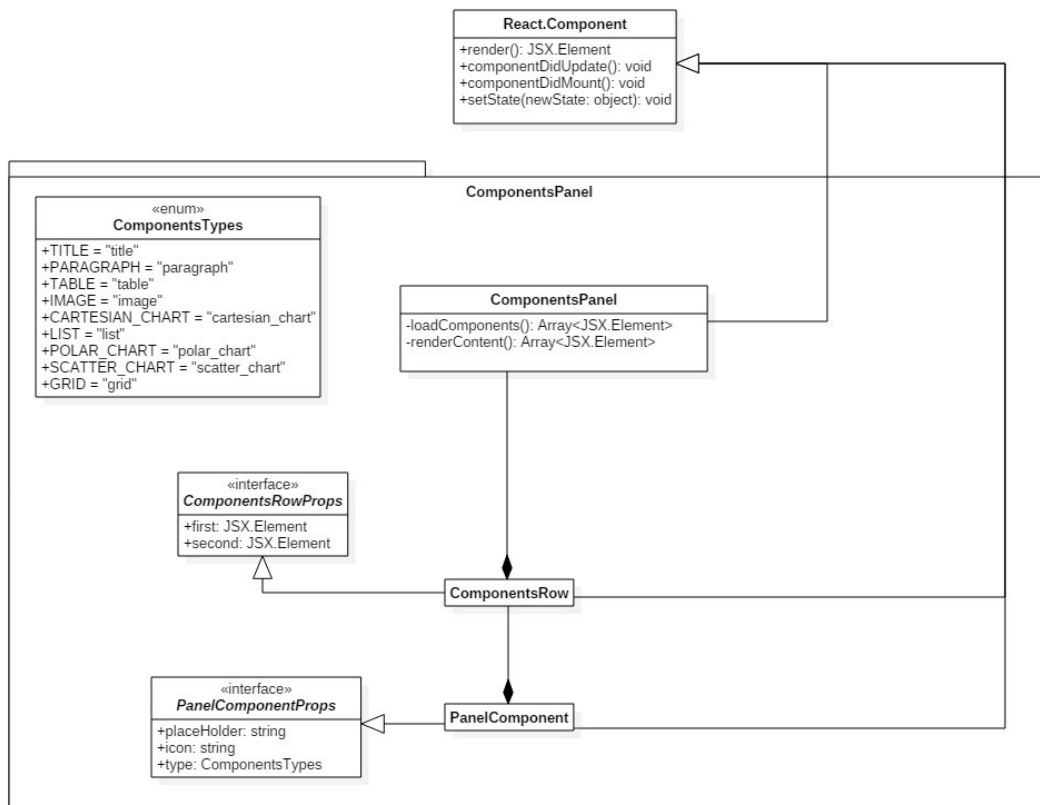 React.Component
+render(): JSX.Element
+componentDidUpdate(): void
+componentDidMount(): void
+setState(newState: object): void
ComponentsPanel
«enum»
ComponentsTypes
+TITLE = "title"
+PARAGRAPH = "paragraph"
+TABLE = "table"
+IMAGE = "image"
+CARTESIAN_CHART = "cartesian_chart"
+LIST = "list"
+POLAR_CHART = "polar_chart"
+SCATTER_CHART = "scatter_chart"
+GRID = "grid"
ComponentsPanel
-loadComponents(): Array<JSX.Element>
-renderContent(): Array<JSX.Element>
«interface»
ComponentsRowProps
+first: JSX.Element
+second: JSX.Element
ComponentsRow
«interface»
PanelComponentProps
+placeHolder: string
+icon: string
+type: ComponentsTypes
PanelComponent